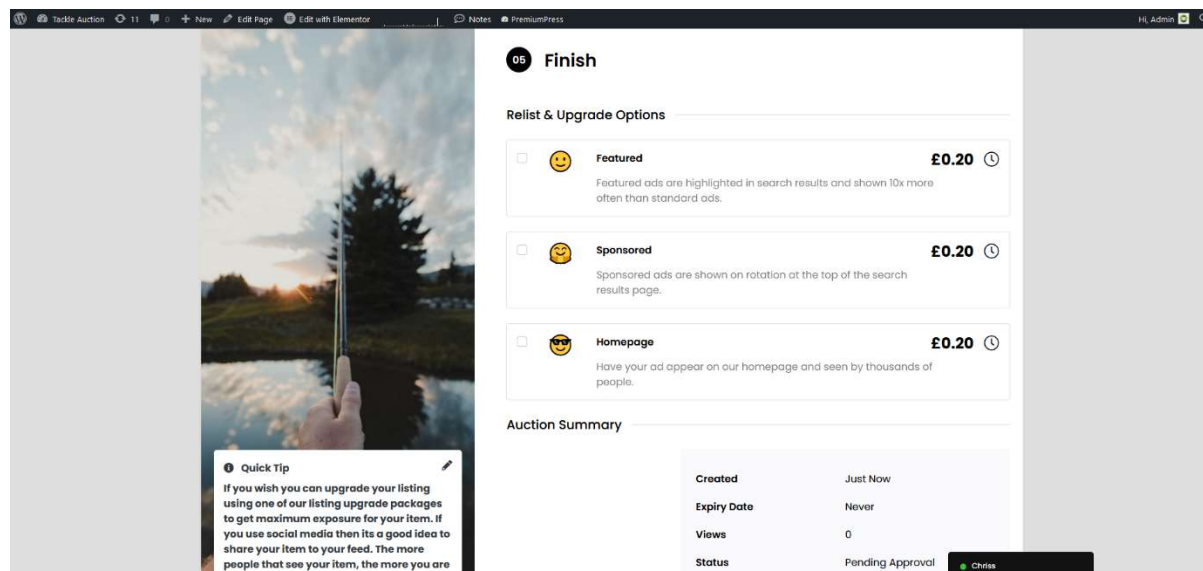 Tackle Auction 11 0 New Edit Page Edit with Elementor Notes PremiumPress Hi, Admin
05 Finish
Relist & Upgrade Options
Featured £0.20
Featured ads are highlighted in search results and shown 10x more
often than standard ads.
Sponsored £0.20
Sponsored ads are shown on rotation at the top of the search
results page.
Homepage £0.20
Have your ad appear on our homepage and seen by thousands of
people.
Auction Summary
Quick Tip
If you wish you can upgrade your listing
using one of our listing upgrade packages
to get maximum exposure for your item. If
you use social media then its a good idea to
share your item to your feed. The more
people that see your item, the more you are
Created Just Now
Expiry Date Never
Views 0
Status Pending Approval
Chriss